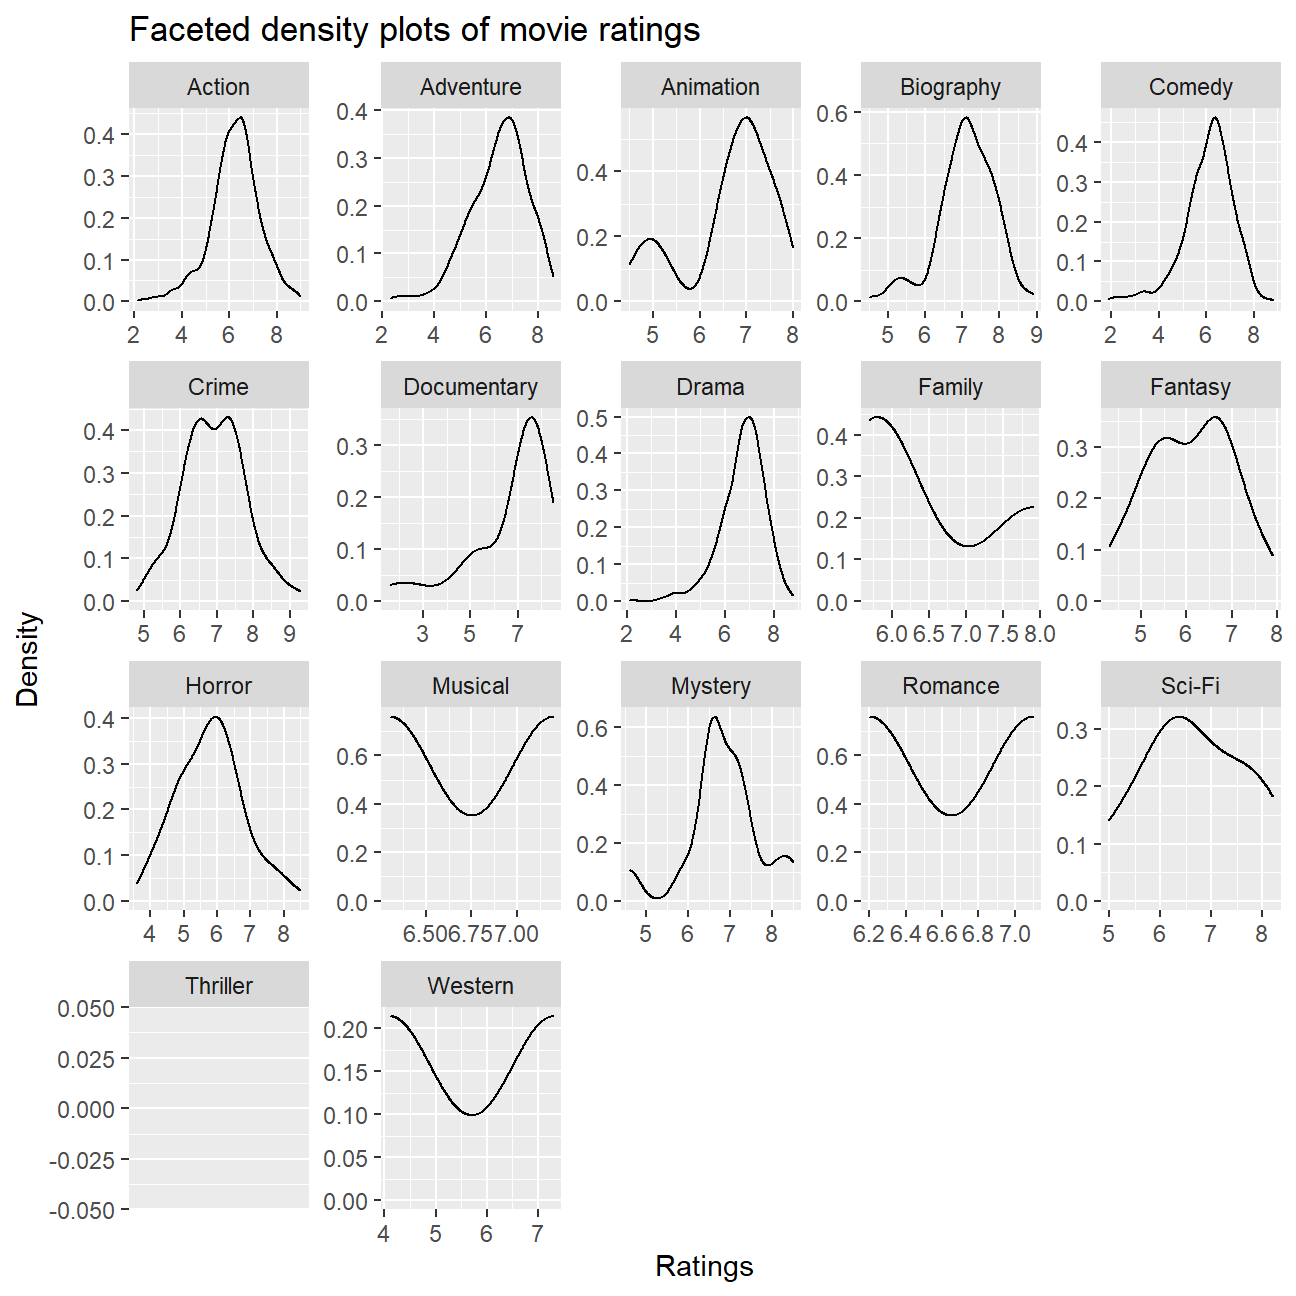 Faceted density plots of movie ratings
Action Adventure Animation Biography Comedy
0.4 0.3 0.2 0.1 0.0
2 4 6 8
0.4 0.3 0.2 0.1 0.0
2 4 6 8
0.4 0.2 0.0
5 6 7 8
0.6 0.4 0.2 0.0
5 6 7 8 9
0.4 0.3 0.2 0.1 0.0
2 4 6 8
Crime Documentary Drama Family Fantasy
0.4 0.3 0.2 0.1 0.0
5 6 7 8 9
0.3 0.2 0.1 0.0
3 5 7
0.5 0.4 0.3 0.2 0.1 0.0
2 4 6 8
0.4 0.3 0.2 0.1 0.0
6.0 6.5 7.0 7.5 8.0
0.3 0.2 0.1 0.0
5 6 7 8
Density
Horror Musical Mystery Romance Sci-Fi
0.4 0.3 0.2 0.1 0.0
4 5 6 7 8
0.6 0.4 0.2 0.0
6.50 6.75 7.00
0.6 0.4 0.2 0.0
5 6 7 8
0.6 0.4 0.2 0.0
6.2 6.4 6.6 6.8 7.0
0.3 0.2 0.1 0.0
5 6 7 8
Thriller Western
0.050 0.025 0.000 -0.025 -0.050
0.20 0.15 0.10 0.05 0.00
4 5 6 7
Ratings